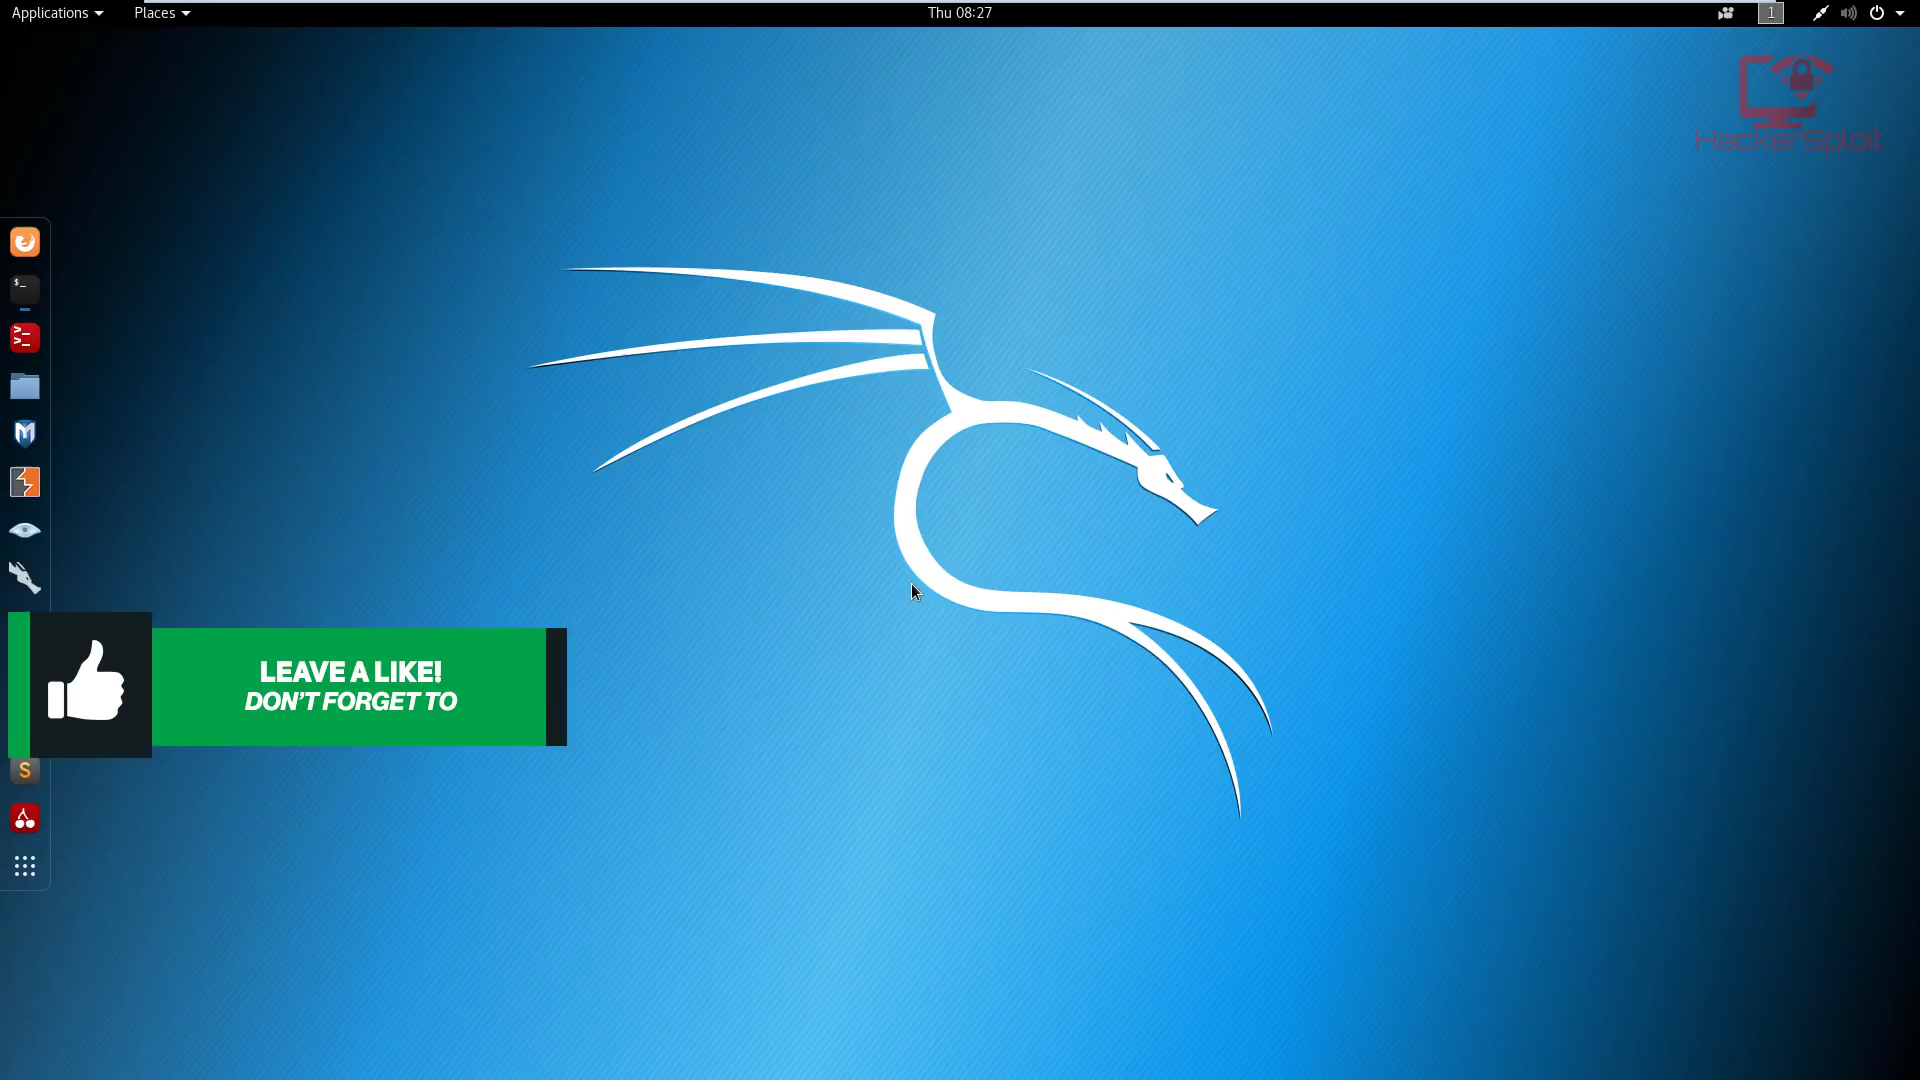 Applications
Places
Thu 08:27
1
HackerSploit
$_
>_
M
LEAVE A LIKE!
DON'T FORGET TO
S